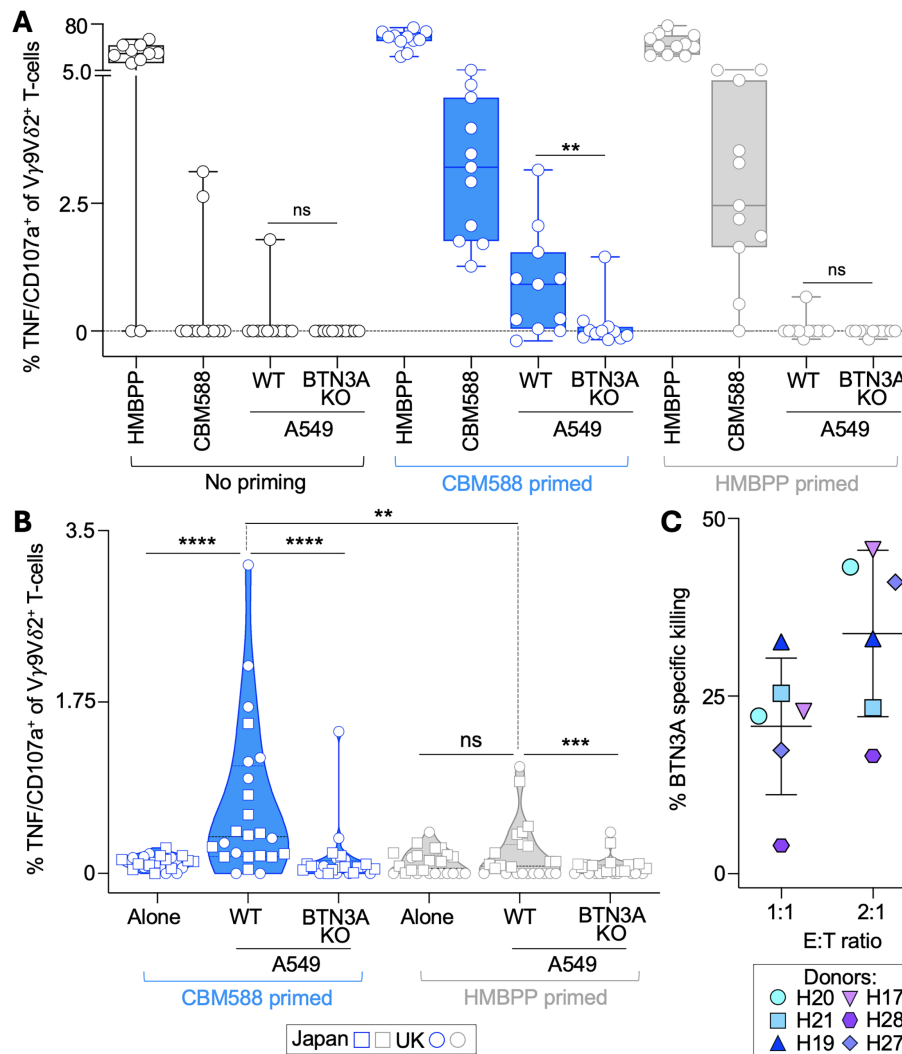 A
% TNF/CD107a⁺ of Vγ9Vδ2⁺ T-cells
80
5.0
2.5
0
ns
**
ns
HMBPP
CBM588
WT
BTN3A
KO
A549
HMBPP
CBM588
WT
BTN3A
KO
A549
HMBPP
CBM588
WT
BTN3A
KO
A549
No priming
CBM588 primed
HMBPP primed
B
% TNF/CD107a⁺ of Vγ9Vδ2⁺ T-cells
3.5
1.75
0
**
**** ****
ns ***
Alone WT BTN3A
KO
A549
Alone WT BTN3A
KO
A549
CBM588 primed
HMBPP primed
Japan UK
C
% BTN3A specific killing
50
25
0
1:1 2:1
E:T ratio
Donors:
H20 H17
H21 H28
H19 H27